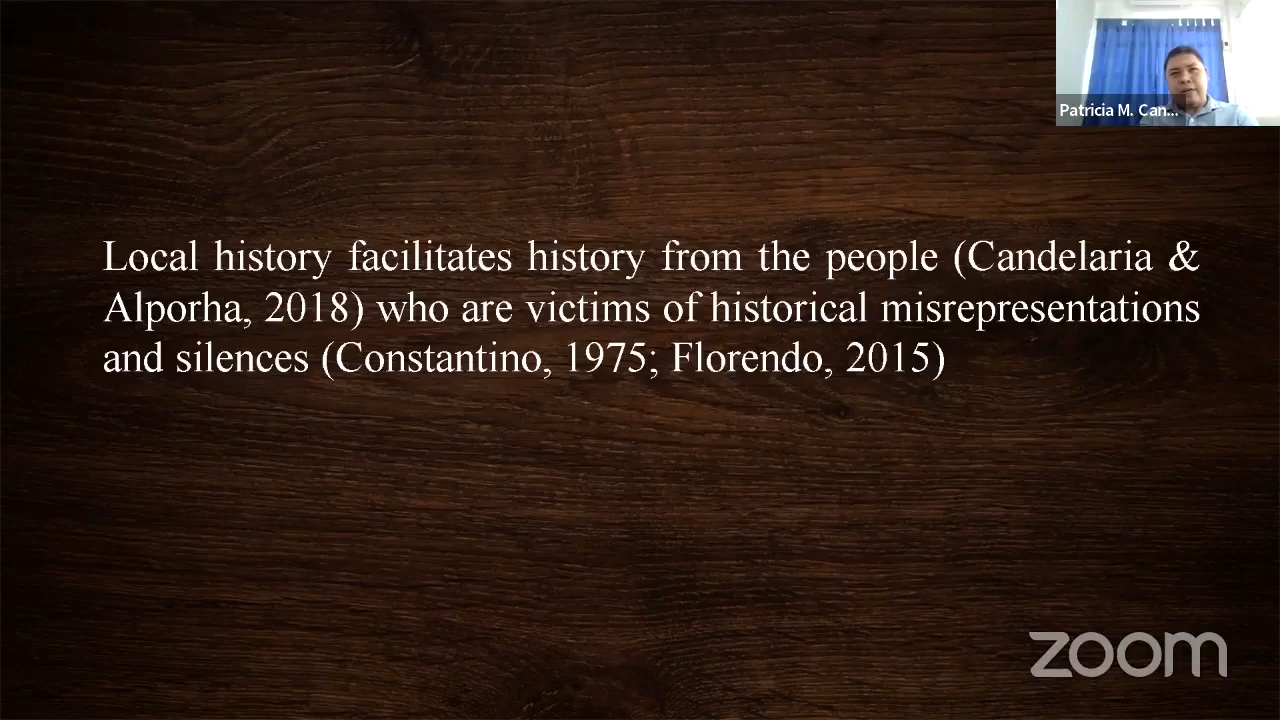 Patricia M. Can...
Local history facilitates history from the people (Candelaria &
Alporha, 2018) who are victims of historical misrepresentations
and silences (Constantino, 1975; Florendo, 2015)
zoom